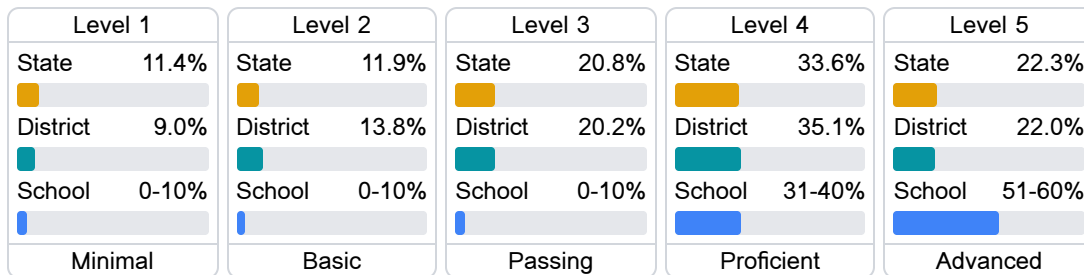 Level 1
State 11.4%
District 9.0%
School 0-10%
Minimal
Level 2
State 11.9%
District 13.8%
School 0-10%
Basic
Level 3
State 20.8%
District 20.2%
School 0-10%
Passing
Level 4
State 33.6%
District 35.1%
School 31-40%
Proficient
Level 5
State 22.3%
District 22.0%
School 51-60%
Advanced